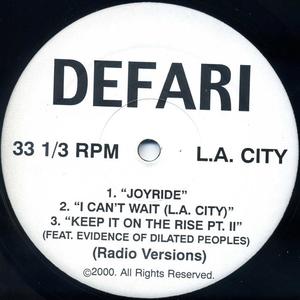 DEFARI
33 1/3 RPM
L.A. CITY
1. “JOYRIDE”
2. “I CAN’T WAIT (L.A. CITY)”
3. “KEEP IT ON THE RISE PT. II”
(FEAT. EVIDENCE OF DILATED PEOPLES)
(Radio Versions)
©2000. All Rights Reserved.